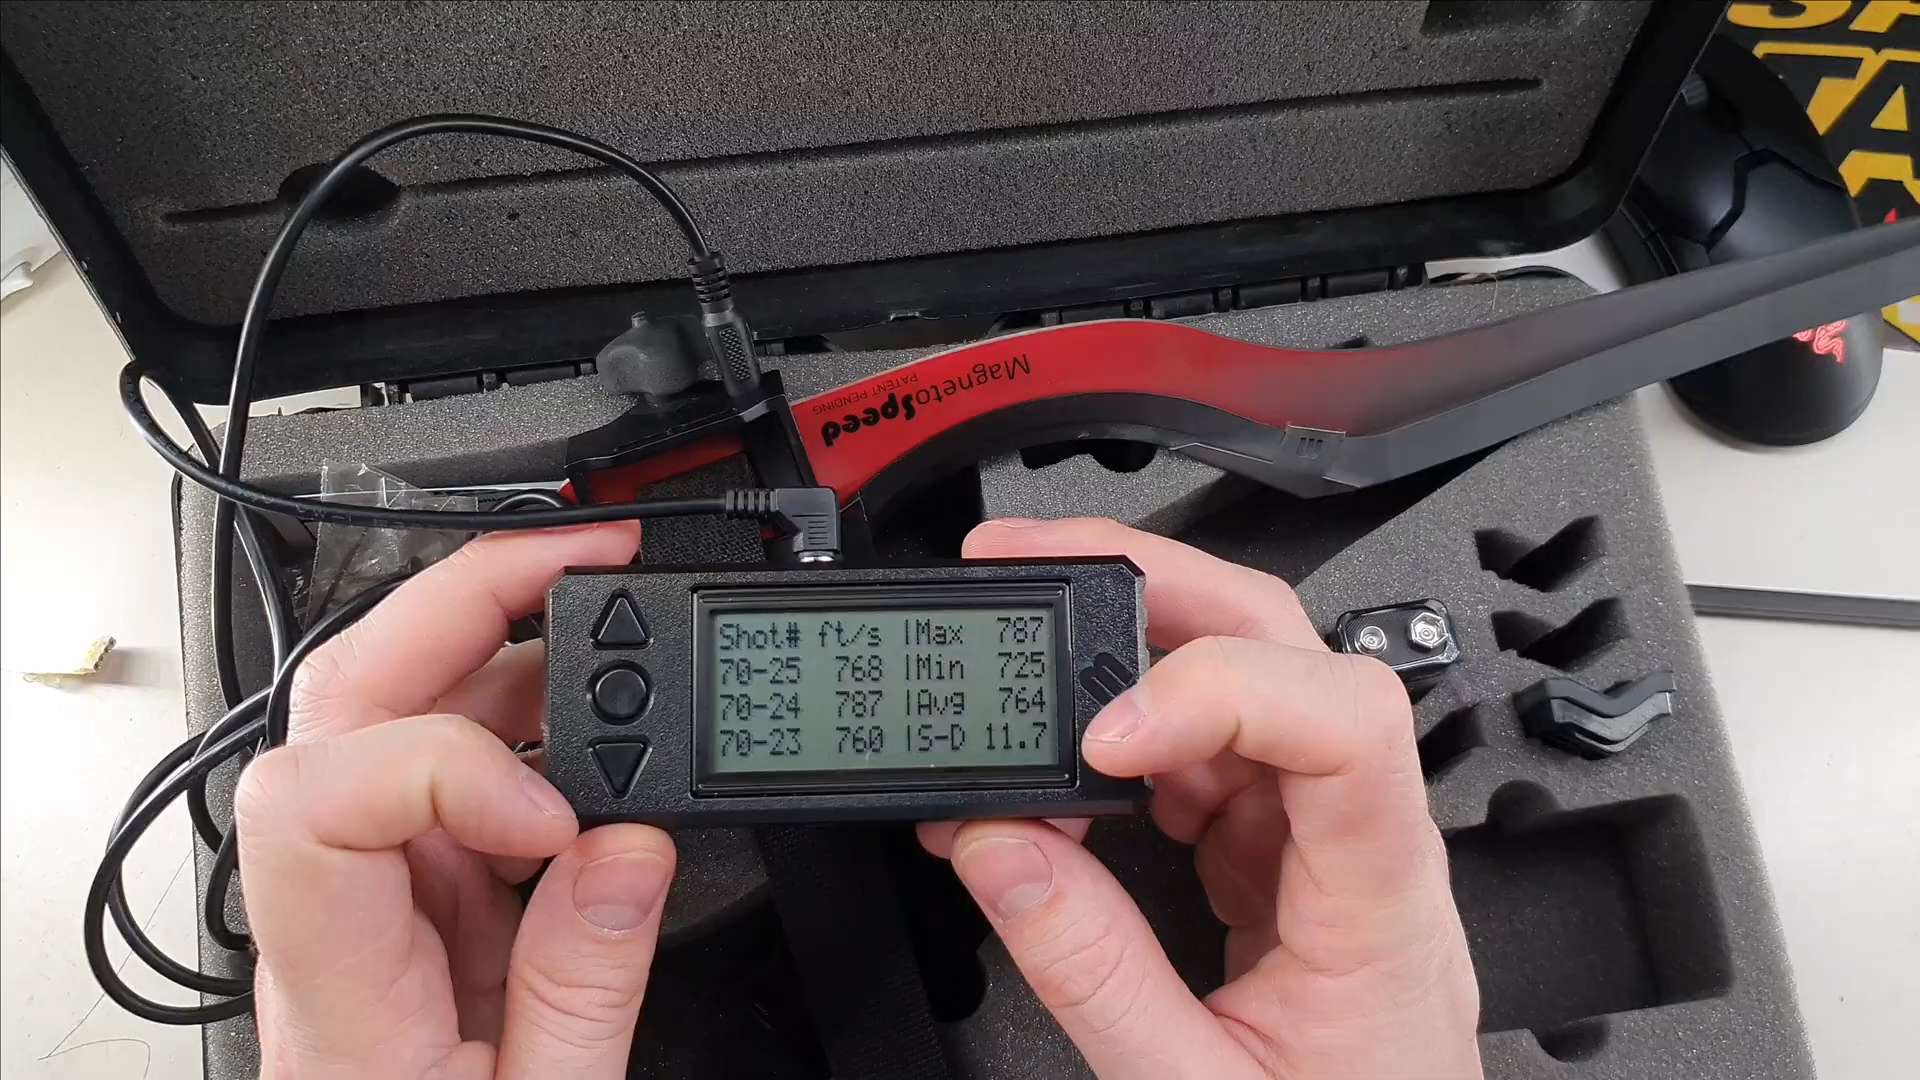 MagnetoSpeed
PATENT PENDING
Shot# ft/s |Max 787
70-25 768 |Min 725
70-24 787 |Avg 764
70-23 760 |S-D 11.7